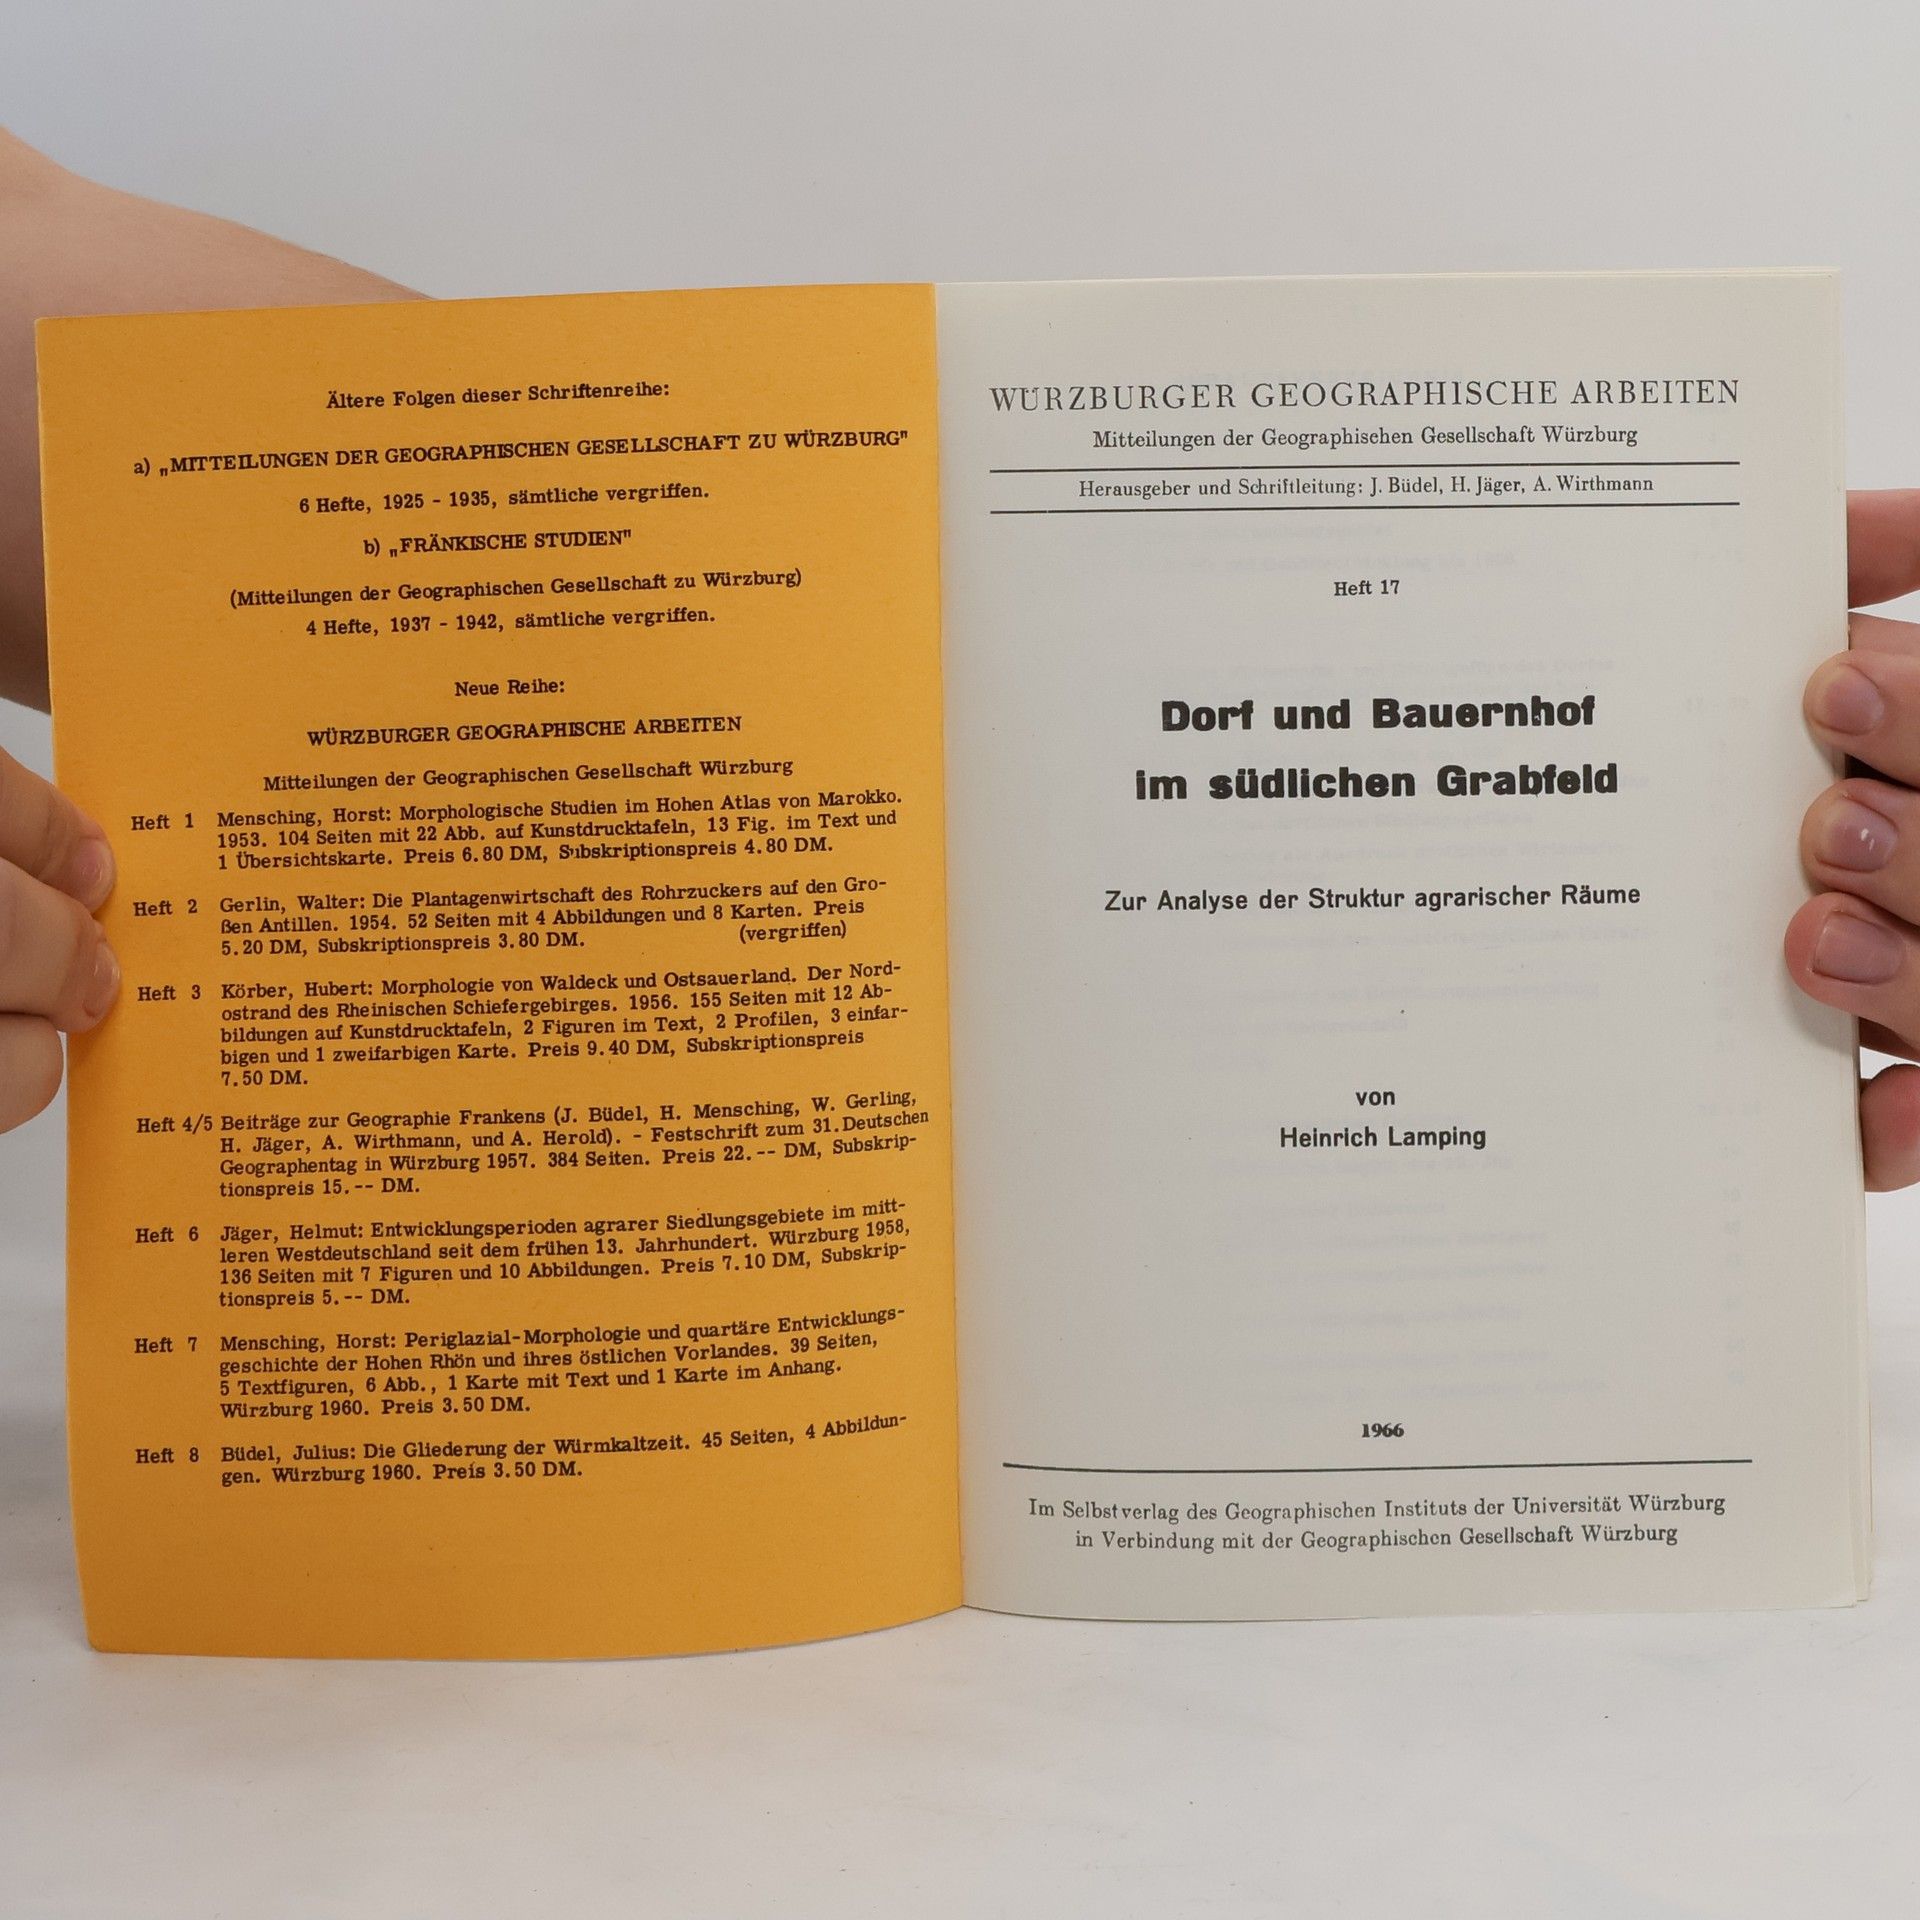 Ältere Folgen dieser Schriftenreihe:
a) „MITTEILUNGEN DER GEOGRAPHISCHEN GESELLSCHAFT ZU WÜRZBURG"
6 Hefte, 1925 - 1935, sämtliche vergriffen.
b) „FRÄNKISCHE STUDIEN"
(Mitteilungen der Geographischen Gesellschaft zu Würzburg)
4 Hefte, 1937 - 1942, sämtliche vergriffen.
Neue Reihe:
WÜRZBURGER GEOGRAPHISCHE ARBEITEN
Mitteilungen der Geographischen Gesellschaft Würzburg
Heft 1 Mensching, Horst: Morphologische Studien im Hohen Atlas von Marokko.
1953. 104 Seiten mit 22 Abb. auf Kunstdrucktafeln, 13 Fig. im Text und
1 Übersichtskarte. Preis 6.80 DM, Subskriptionspreis 4.80 DM.
Heft 2 Gerlin, Walter: Die Plantagenwirtschaft des Rohrzuckers auf den Gro-
ßen Antillen. 1954. 52 Seiten mit 4 Abbildungen und 8 Karten. Preis
5.20 DM, Subskriptionspreis 3.80 DM. (vergriffen)
Heft 3 Körber, Hubert: Morphologie von Waldeck und Ostsauerland. Der Nord-
ostrand des Rheinischen Schiefergebirges. 1956. 155 Seiten mit 12 Ab-
bildungen auf Kunstdrucktafeln, 2 Figuren im Text, 2 Profilen, 3 einfar-
bigen und 1 zweifarbigen Karte. Preis 9.40 DM, Subskriptionspreis
7.50 DM.
Heft 4/5 Beiträge zur Geographie Frankens (J. Büdel, H. Mensching, W. Gerling,
H. Jäger, A. Wirthmann, und A. Herold). - Festschrift zum 31. Deutschen
Geographentag in Würzburg 1957. 384 Seiten. Preis 22.-- DM, Subskrip-
tionspreis 15.-- DM.
Heft 6 Jäger, Helmut: Entwicklungsperioden agrarer Siedlungsgebiete im mitt-
leren Westdeutschland seit dem frühen 13. Jahrhundert. Würzburg 1958,
136 Seiten mit 7 Figuren und 10 Abbildungen. Preis 7.10 DM, Subskrip-
tionspreis 5.-- DM.
Heft 7 Mensching, Horst: Periglazial-Morphologie und quartäre Entwicklungs-
geschichte der Hohen Rhön und ihres östlichen Vorlandes. 39 Seiten,
5 Textfiguren, 6 Abb., 1 Karte mit Text und 1 Karte im Anhang.
Würzburg 1960. Preis 3.50 DM.
Heft 8 Büdel, Julius: Die Gliederung der Würmkaltzeit. 45 Seiten, 4 Abbildun-
gen. Würzburg 1960. Preis 3.50 DM.
WÜRZBURGER GEOGRAPHISCHE ARBEITEN
Mitteilungen der Geographischen Gesellschaft Würzburg
Herausgeber und Schriftleitung: J. Büdel, H. Jäger, A. Wirthmann
Heft 17
Dorf und Bauernhof
im südlichen Grabfeld
Zur Analyse der Struktur agrarischer Räume
von
Heinrich Lamping
1966
Im Selbstverlag des Geographischen Instituts der Universität Würzburg
in Verbindung mit der Geographischen Gesellschaft Würzburg